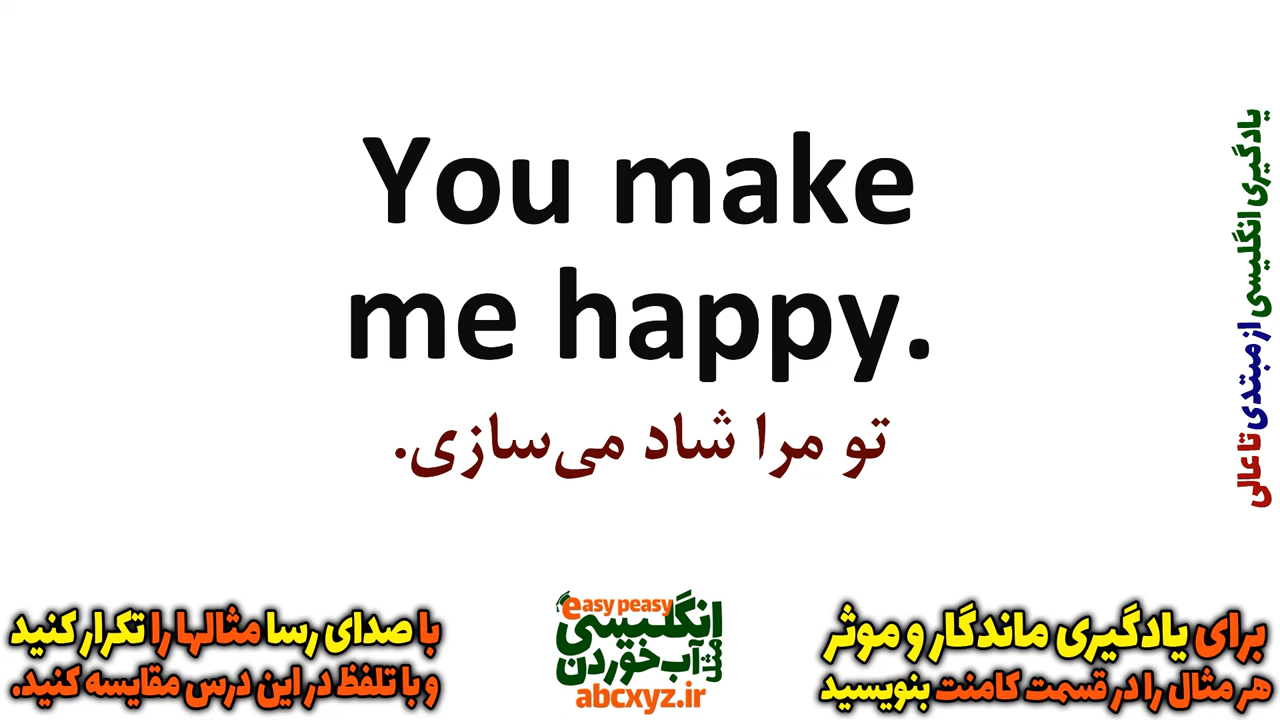 You make
me happy.
تو مرا شاد می‌سازی.
یادگیری انگلیسی از مبتدی تا عالی
با صدای رسا مثالها را تکرار کنید
و با تلفظ در این درس مقایسه کنید.
easy peasy
انگلیسی
مثل آب خوردن
abcxyz.ir
برای یادگیری ماندگار و موثر
هر مثال را در قسمت کامنت بنویسید